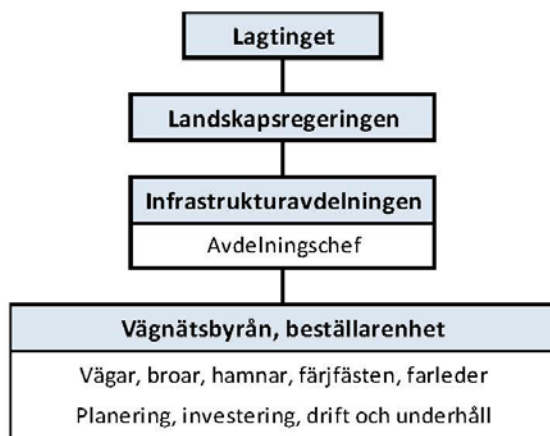 Lagtinget
Landskapsregeringen
Infrastrukturavdelningen
Avdelningschef
Vägnätsbyrån, beställarenhet
Vägar, broar, hamnar, färjfästen, farleder
Planering, investering, drift och underhåll